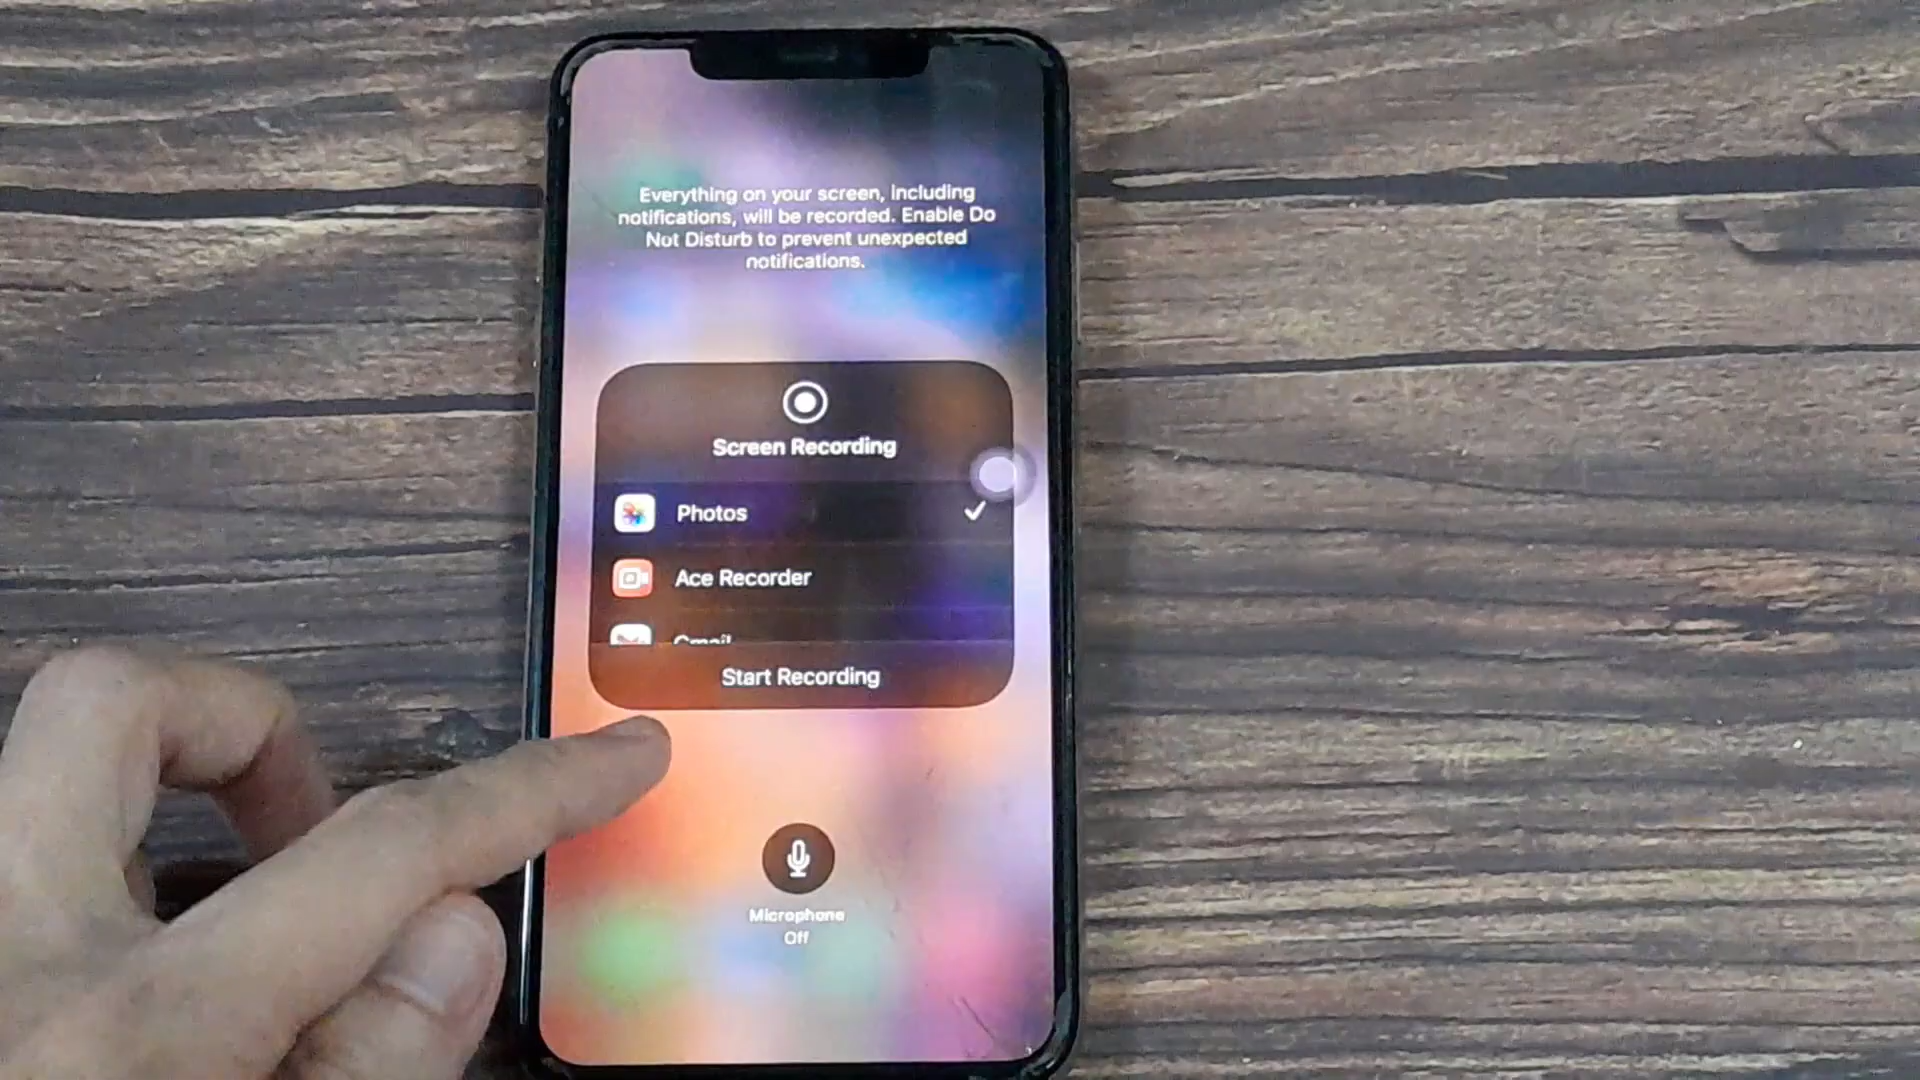 Everything on your screen, including
notifications, will be recorded. Enable Do
Not Disturb to prevent unexpected
notifications.
Screen Recording
Photos
Ace Recorder
Gmail
Start Recording
Microphone
Off